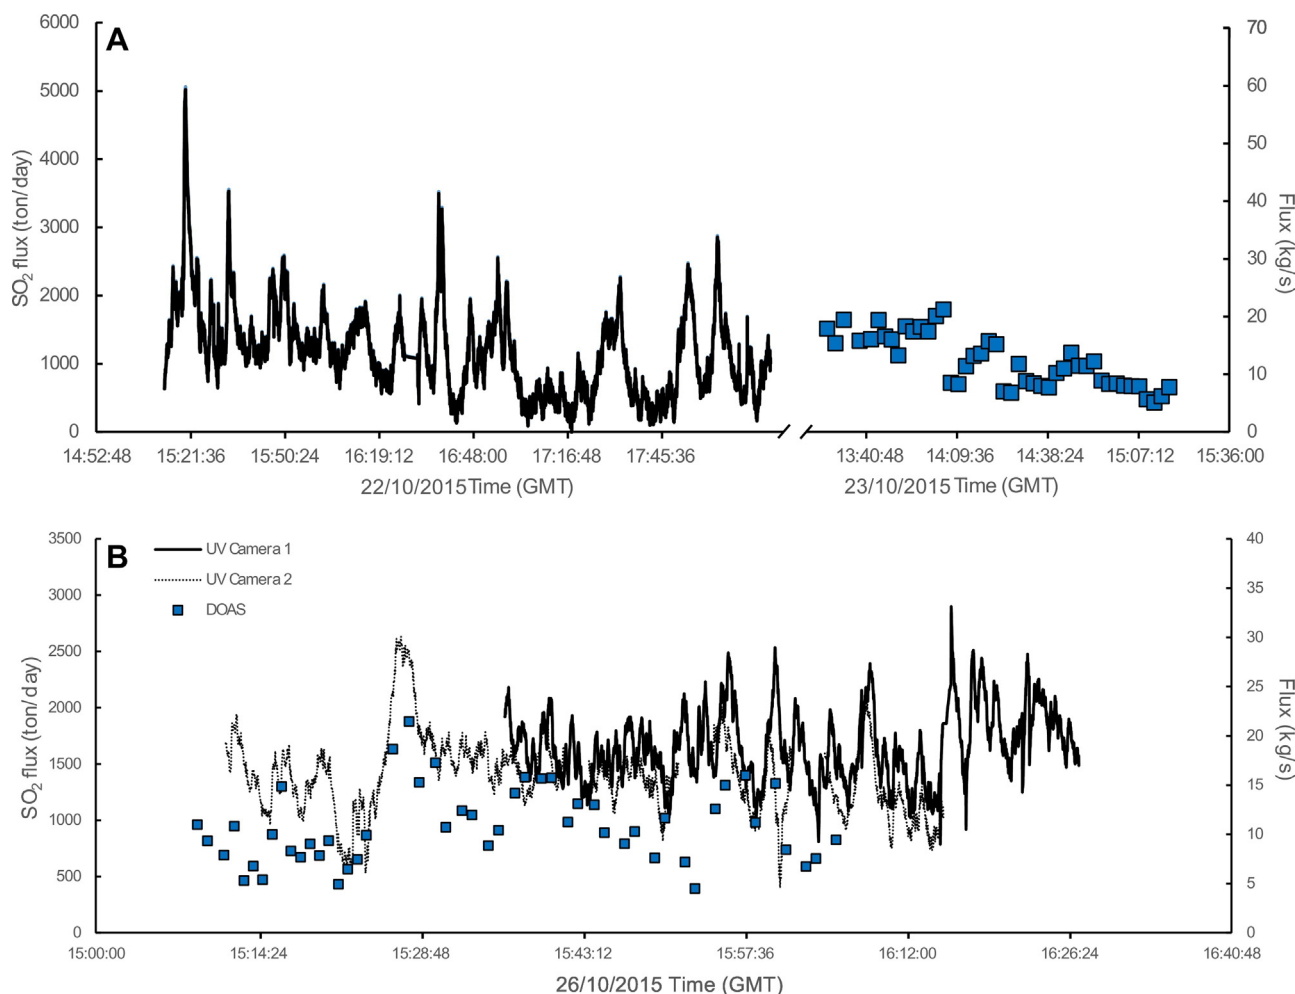 A
6000
5000
4000
3000
2000
1000
0
SO2 flux (ton/day)
70
60
50
40
30
20
10
0
Flux (kg/s)
14:52:48 15:21:36 15:50:24 16:19:12 16:48:00 17:16:48 17:45:36 13:40:48 14:09:36 14:38:24 15:07:12 15:36:00
22/10/2015 Time (GMT) 23/10/2015 Time (GMT)
B
UV Camera 1
UV Camera 2
DOAS
3500
3000
2500
2000
1500
1000
500
0
SO2 flux (ton/day)
40
35
30
25
20
15
10
5
0
Flux (kg/s)
15:00:00 15:14:24 15:28:48 15:43:12 15:57:36 16:12:00 16:26:24 16:40:48
26/10/2015 Time (GMT)